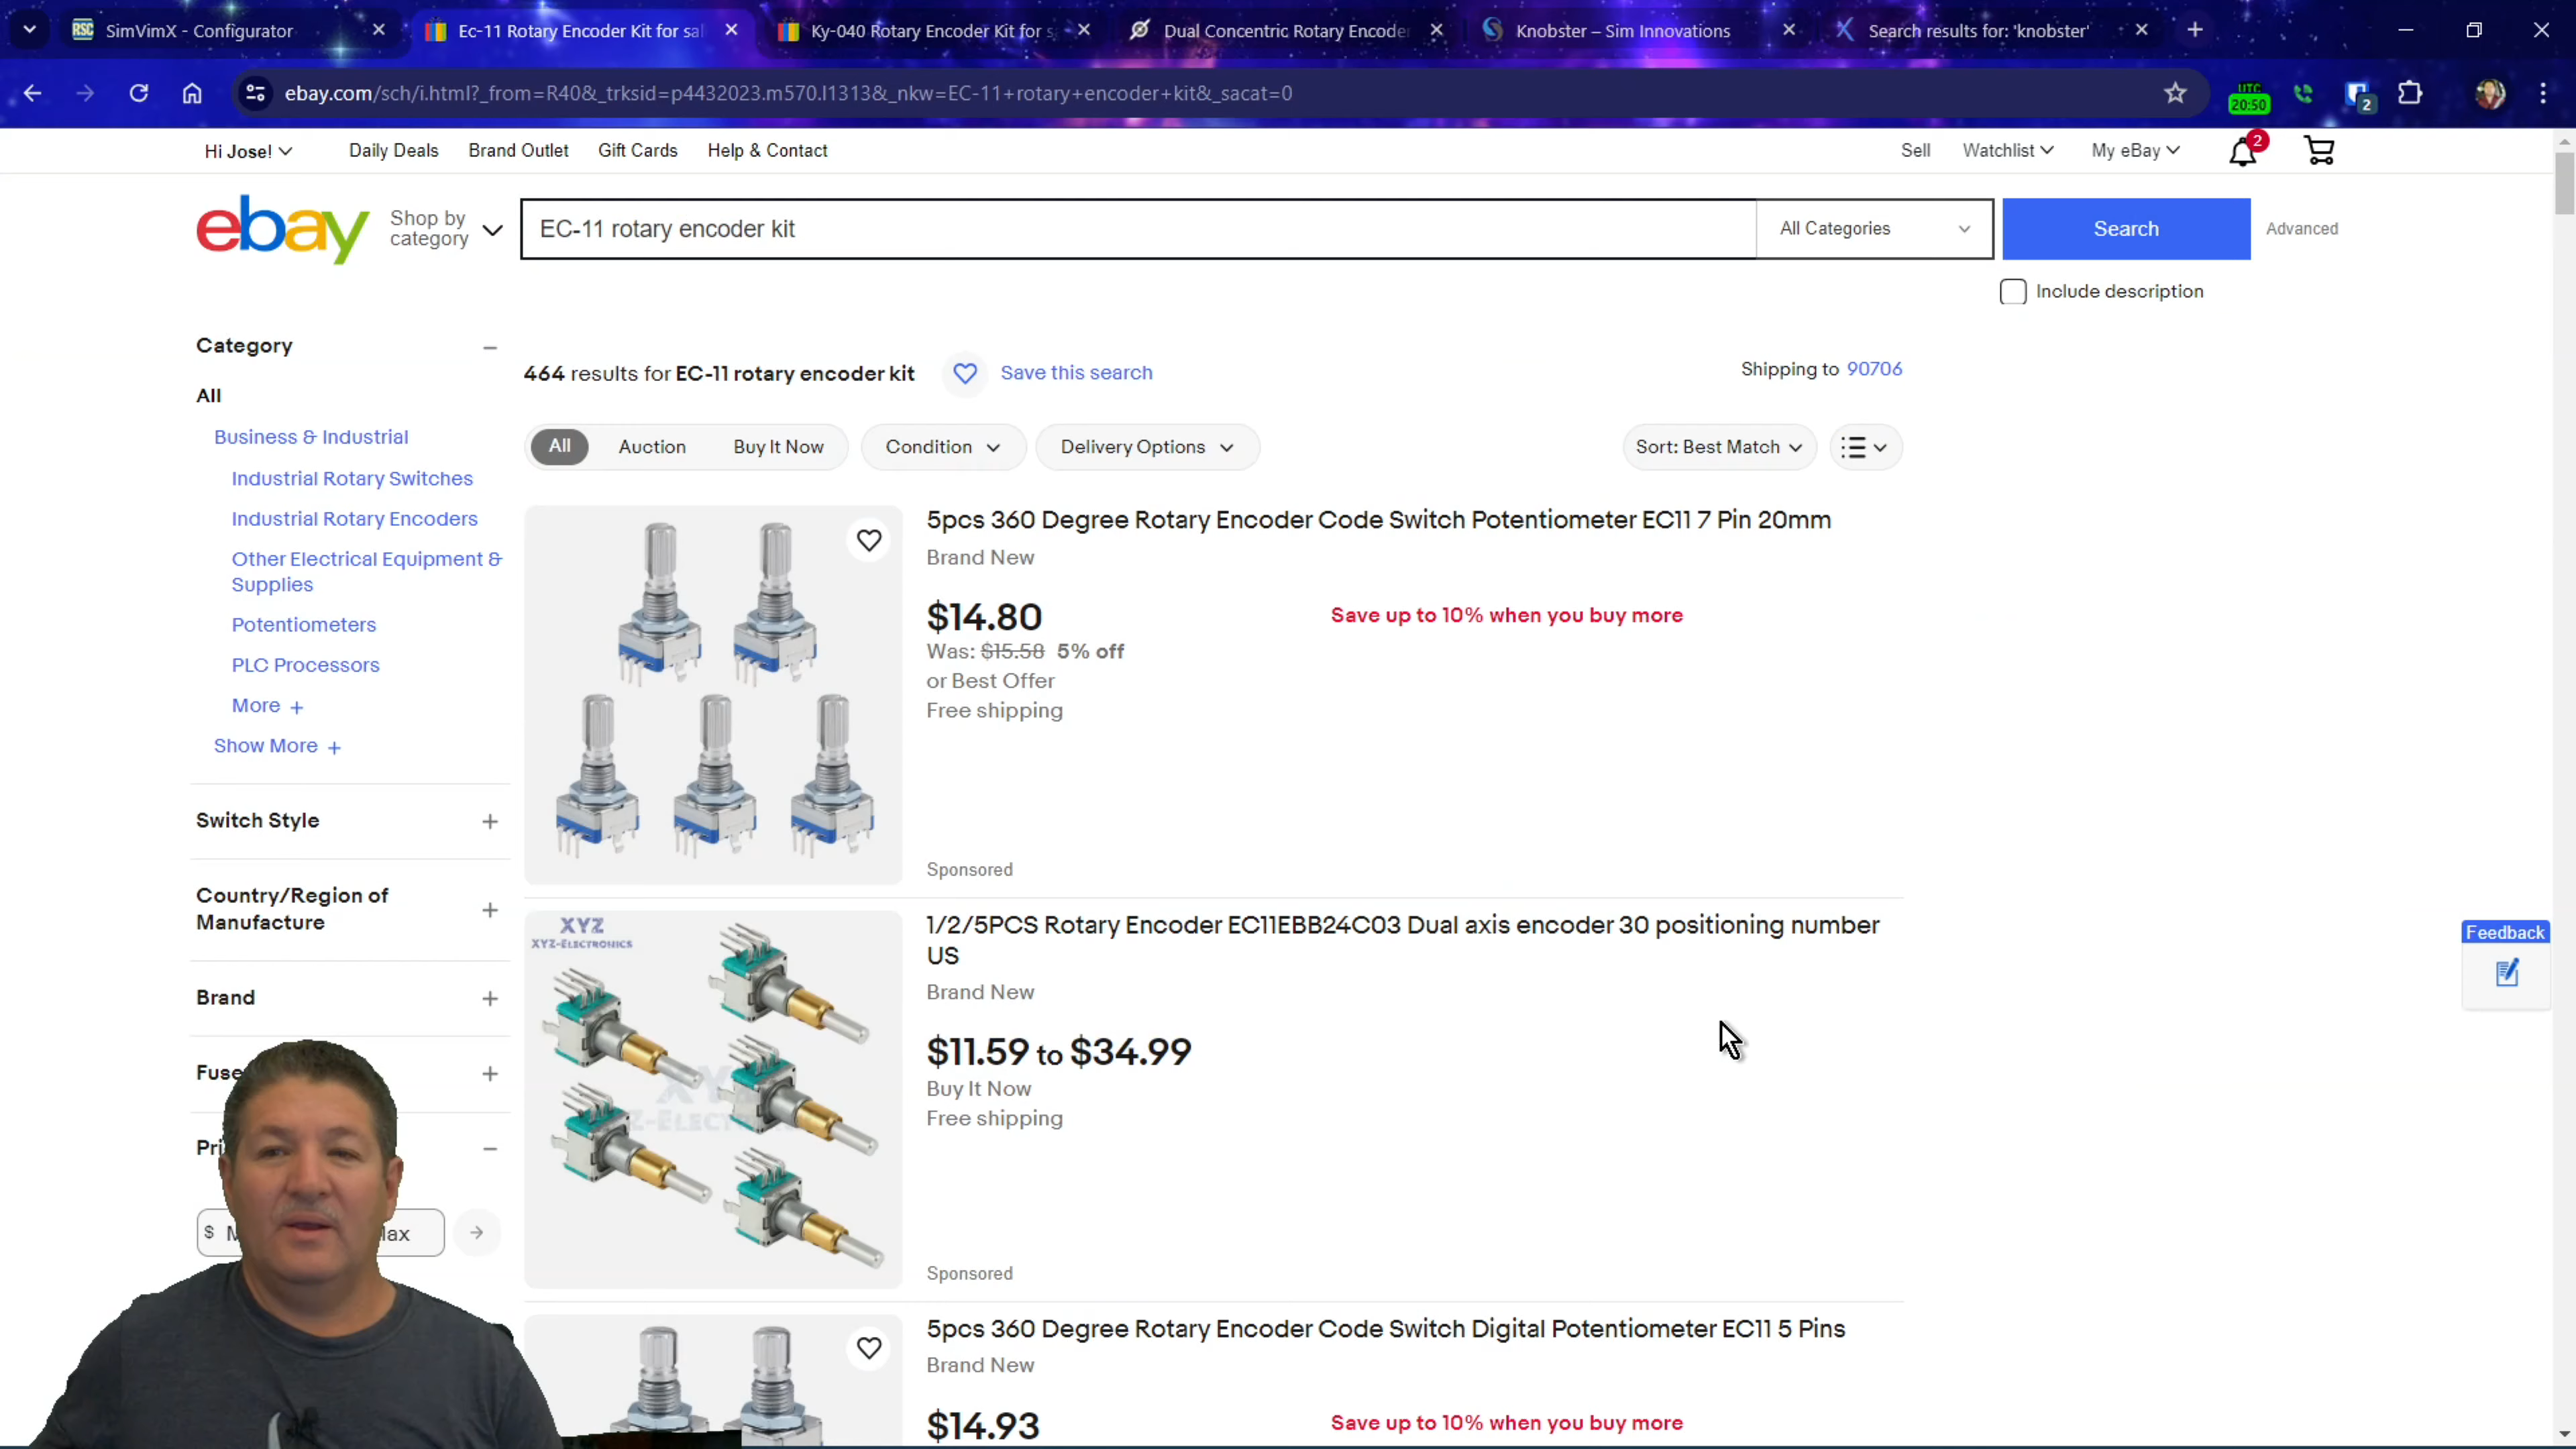 SimVimX - Configurator
Ec-11 Rotary Encoder Kit for sal
Ky-040 Rotary Encoder Kit for s
Dual Concentric Rotary Encode
Knobster – Sim Innovations
Search results for: 'knobster'
ebay.com/sch/i.html?_from=R40&_trksid=p4432023.m570.l1313&_nkw=EC-11+rotary+encoder+kit&_sacat=0
UTC
20:50
2
Hi Jose!
Daily Deals
Brand Outlet
Gift Cards
Help & Contact
Sell
Watchlist
My eBay
2
ebay
Shop by
category
EC-11 rotary encoder kit
All Categories
Search
Advanced
Include description
Category
All
Business & Industrial
Industrial Rotary Switches
Industrial Rotary Encoders
Other Electrical Equipment &
Supplies
Potentiometers
PLC Processors
More +
Show More +
Switch Style
Country/Region of
Manufacture
Brand
Fuse
Pri
$
464 results for EC-11 rotary encoder kit
Save this search
Shipping to 90706
All
Auction
Buy It Now
Condition
Delivery Options
Sort: Best Match
5pcs 360 Degree Rotary Encoder Code Switch Potentiometer EC11 7 Pin 20mm
Brand New
$14.80
Save up to 10% when you buy more
Was: $15.58 5% off
or Best Offer
Free shipping
Sponsored
XYZ
XYZ-ELECTRONICS
1/2/5PCS Rotary Encoder EC11EBB24C03 Dual axis encoder 30 positioning number
US
Brand New
$11.59 to $34.99
Buy It Now
Free shipping
Sponsored
5pcs 360 Degree Rotary Encoder Code Switch Digital Potentiometer EC11 5 Pins
Brand New
$14.93
Save up to 10% when you buy more
Feedback